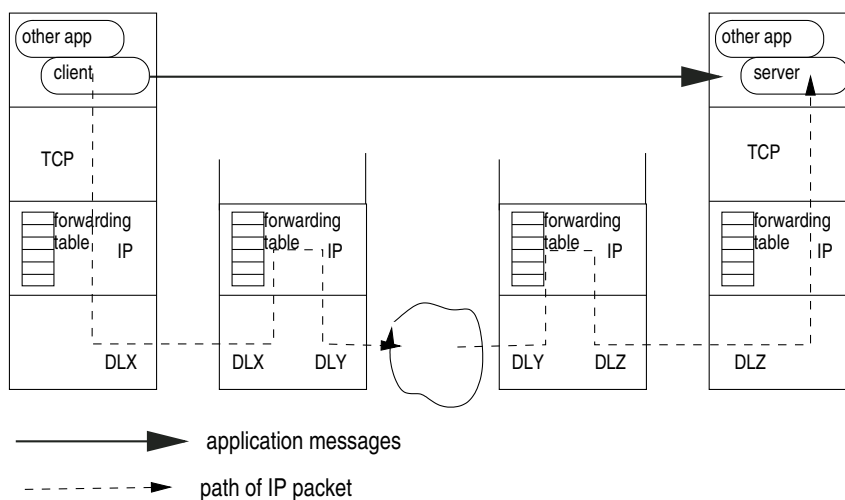 other app
client
TCP
forwarding
table
IP
DLX
forwarding
table
IP
DLX
DLY
forwarding
table
IP
DLY
DLZ
other app
server
TCP
forwarding
table
IP
DLZ
application messages
path of IP packet